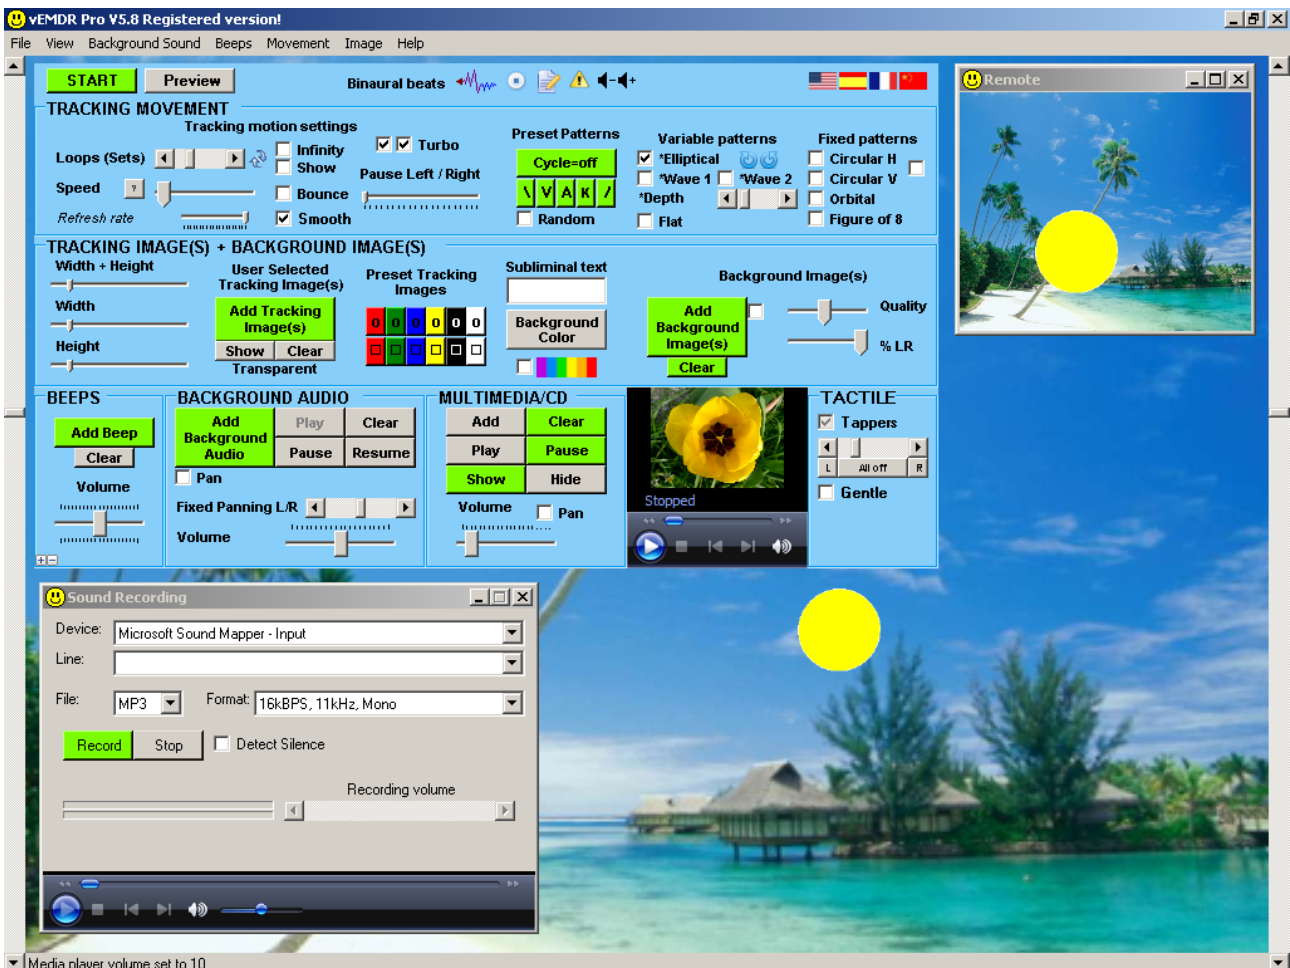 vEMDR Pro V5.8 Registered version!
File View Background Sound Beeps Movement Image Help
START Preview Binaural beats
TRACKING MOVEMENT
Tracking motion settings
Loops (Sets)
Infinity
Show
Turbo
Pause Left / Right
Speed ?
Bounce
Refresh rate
Smooth
Preset Patterns
Cycle=off
\ V A K /
Random
Variable patterns
*Elliptical
*Wave 1 *Wave 2
*Depth
Flat
Fixed patterns
Circular H
Circular V
Orbital
Figure of 8
TRACKING IMAGE(S) + BACKGROUND IMAGE(S)
Width + Height
Width
Height
User Selected
Tracking Image(s)
Add Tracking
Image(s)
Show Clear
Transparent
Preset Tracking
Images
0 0 0 0 0 0
Subliminal text
Background
Color
Background Image(s)
Add
Background
Image(s)
Clear
Quality
% LR
BEEPS
Add Beep
Clear
Volume
BACKGROUND AUDIO
Add
Background
Audio
Play Clear
Pause Resume
Pan
Fixed Panning L/R
Volume
MULTIMEDIA/CD
Add Clear
Play Pause
Show Hide
Volume Pan
Stopped
TACTILE
Tappers
L All off R
Gentle
Remote
Sound Recording
Device: Microsoft Sound Mapper - Input
Line:
File: MP3 Format: 16kBPS, 11kHz, Mono
Record Stop Detect Silence
Recording volume
Media player volume set to 10